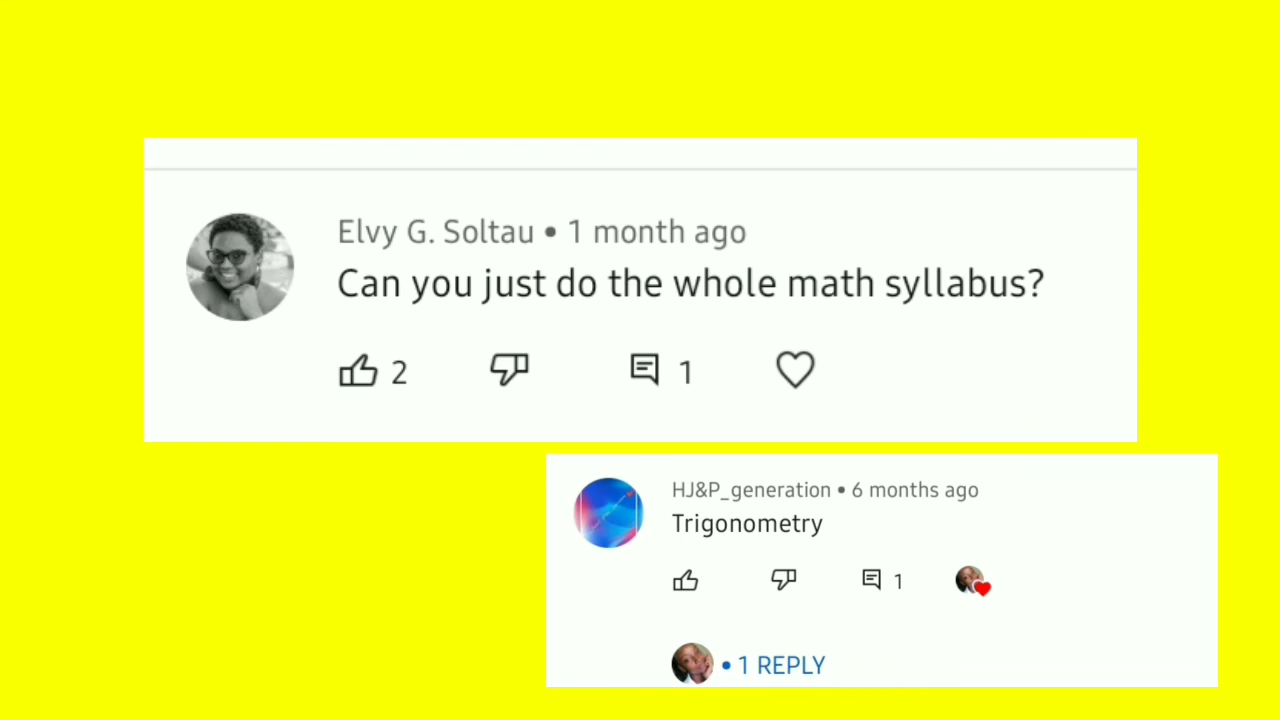 Elvy G. Soltau • 1 month ago
Can you just do the whole math syllabus?
2 1
HJ&P_generation • 6 months ago
Trigonometry
1
• 1 REPLY